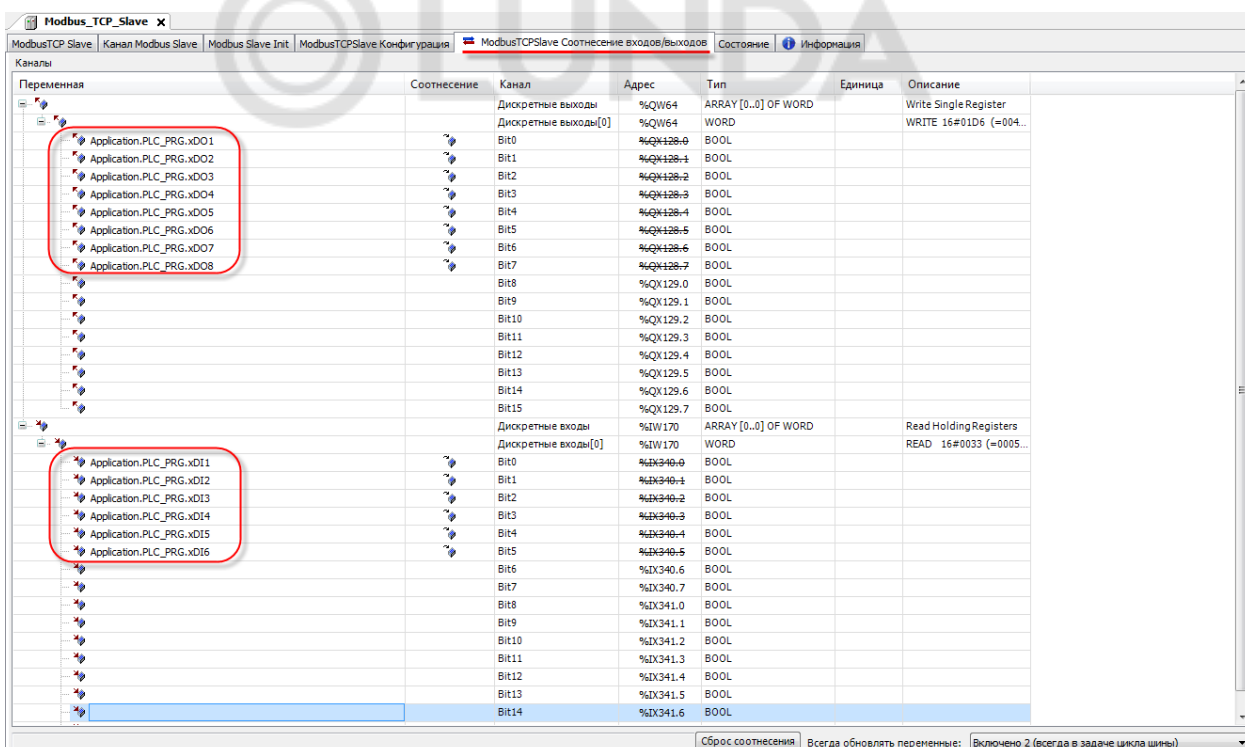 LUNDA
Modbus_TCP_Slave x
ModbusTCP Slave Канал Modbus Slave Modbus Slave Init ModbusTCPSlave Конфигурация ModbusTCPSlave Соотнесение входов/выходов Состояние Информация
Каналы
Переменная Соотнесение Канал Адрес Тип Единица Описание
Дискретные выходы %QW64 ARRAY [0..0] OF WORD Write Single Register
Дискретные выходы[0] %QW64 WORD WRITE 16#01D6 (=004...
Application.PLC_PRG.xDO1 Bit0 %QX128.0 BOOL
Application.PLC_PRG.xDO2 Bit1 %QX128.1 BOOL
Application.PLC_PRG.xDO3 Bit2 %QX128.2 BOOL
Application.PLC_PRG.xDO4 Bit3 %QX128.3 BOOL
Application.PLC_PRG.xDO5 Bit4 %QX128.4 BOOL
Application.PLC_PRG.xDO6 Bit5 %QX128.5 BOOL
Application.PLC_PRG.xDO7 Bit6 %QX128.6 BOOL
Application.PLC_PRG.xDO8 Bit7 %QX128.7 BOOL
Bit8 %QX129.0 BOOL
Bit9 %QX129.1 BOOL
Bit10 %QX129.2 BOOL
Bit11 %QX129.3 BOOL
Bit12 %QX129.4 BOOL
Bit13 %QX129.5 BOOL
Bit14 %QX129.6 BOOL
Bit15 %QX129.7 BOOL
Дискретные входы %IW170 ARRAY [0..0] OF WORD Read Holding Registers
Дискретные входы[0] %IW170 WORD READ 16#0033 (=0005...
Application.PLC_PRG.xDI1 Bit0 %IX340.0 BOOL
Application.PLC_PRG.xDI2 Bit1 %IX340.1 BOOL
Application.PLC_PRG.xDI3 Bit2 %IX340.2 BOOL
Application.PLC_PRG.xDI4 Bit3 %IX340.3 BOOL
Application.PLC_PRG.xDI5 Bit4 %IX340.4 BOOL
Application.PLC_PRG.xDI6 Bit5 %IX340.5 BOOL
Bit6 %IX340.6 BOOL
Bit7 %IX340.7 BOOL
Bit8 %IX341.0 BOOL
Bit9 %IX341.1 BOOL
Bit10 %IX341.2 BOOL
Bit11 %IX341.3 BOOL
Bit12 %IX341.4 BOOL
Bit13 %IX341.5 BOOL
Bit14 %IX341.6 BOOL
Сброс соотнесения Всегда обновлять переменные: Включено 2 (всегда в задаче цикла шины)